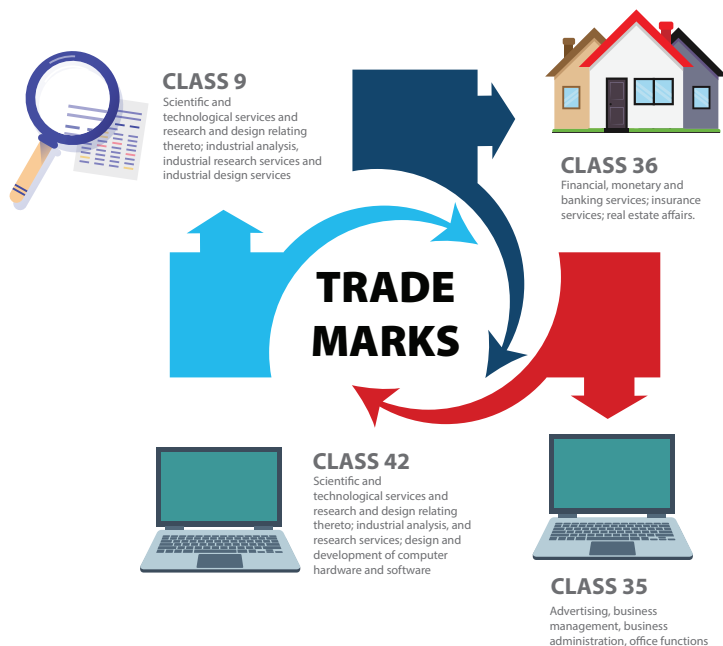 CLASS 9
Scientific and
technological services and
research and design relating
thereto; industrial analysis,
industrial research services and
industrial design services
CLASS 36
Financial, monetary and
banking services; insurance
services; real estate affairs.
TRADE
MARKS
CLASS 42
Scientific and
technological services and
research and design relating
thereto; industrial analysis, and
research services; design and
development of computer
hardware and software
CLASS 35
Advertising, business
management, business
administration, office functions